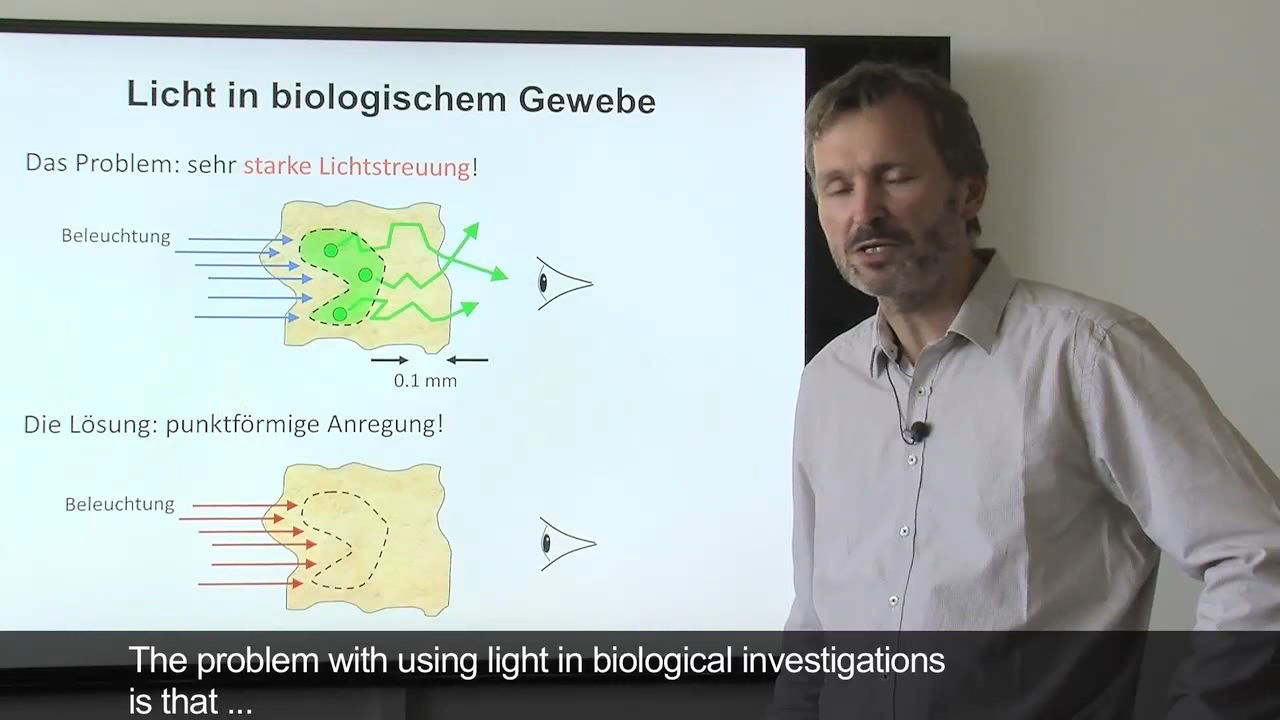 Licht in biologischem Gewebe
Das Problem: sehr starke Lichtstreuung!
Beleuchtung
0.1 mm
Die Lösung: punktförmige Anregung!
Beleuchtung
The problem with using light in biological investigations
is that ...